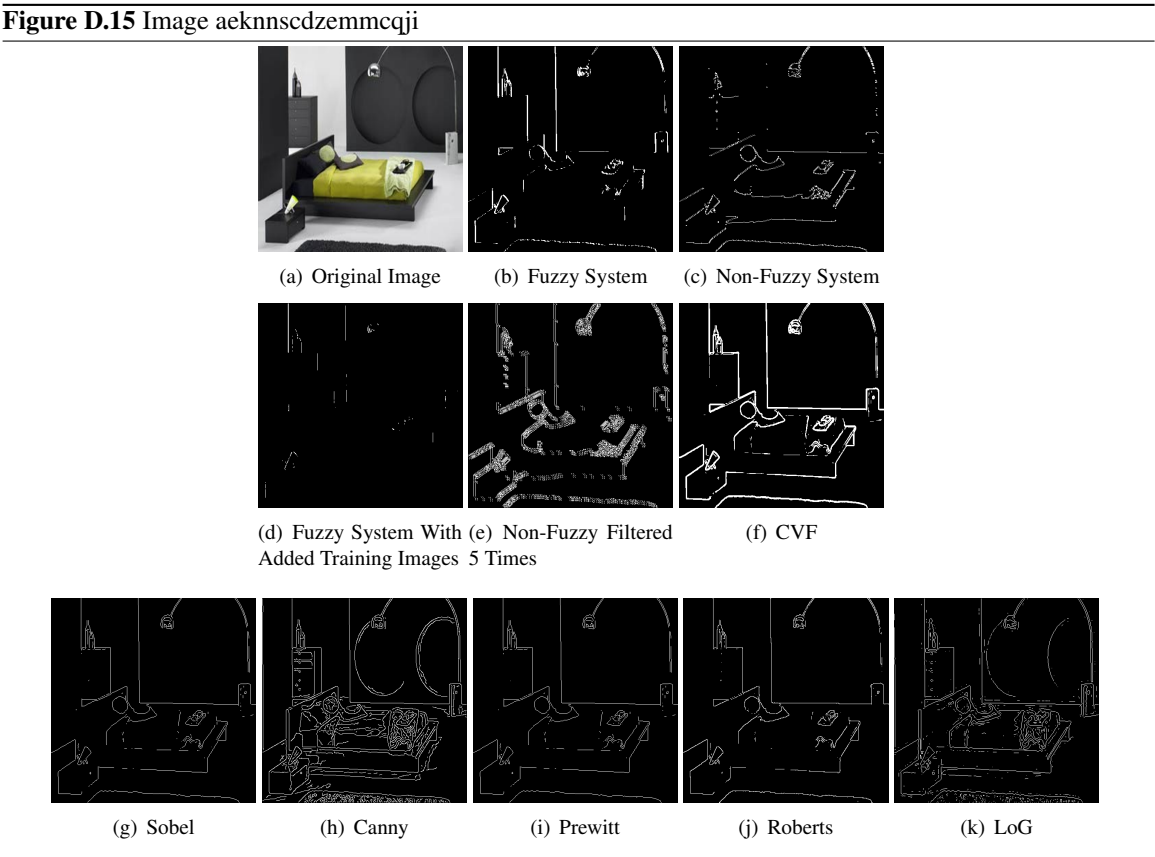 Figure D.15 Image aeknnscdzemmcqji
(a) Original Image
(b) Fuzzy System
(c) Non-Fuzzy System
(d) Fuzzy System With
Added Training Images
(e) Non-Fuzzy Filtered
5 Times
(f) CVF
(g) Sobel
(h) Canny
(i) Prewitt
(j) Roberts
(k) LoG